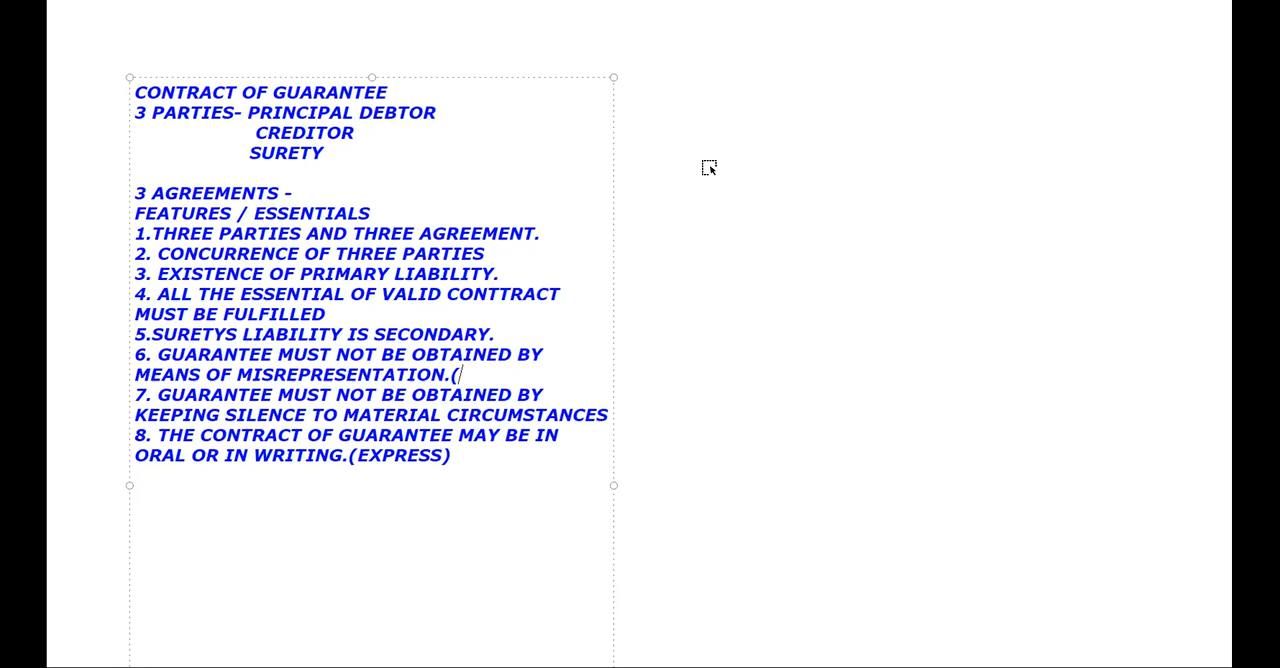 CONTRACT OF GUARANTEE
3 PARTIES- PRINCIPAL DEBTOR
CREDITOR
SURETY
3 AGREEMENTS -
FEATURES / ESSENTIALS
1.THREE PARTIES AND THREE AGREEMENT.
2. CONCURRENCE OF THREE PARTIES
3. EXISTENCE OF PRIMARY LIABILITY.
4. ALL THE ESSENTIAL OF VALID CONTTRACT
MUST BE FULFILLED
5.SURETYS LIABILITY IS SECONDARY.
6. GUARANTEE MUST NOT BE OBTAINED BY
MEANS OF MISREPRESENTATION.(
7. GUARANTEE MUST NOT BE OBTAINED BY
KEEPING SILENCE TO MATERIAL CIRCUMSTANCES
8. THE CONTRACT OF GUARANTEE MAY BE IN
ORAL OR IN WRITING.(EXPRESS)